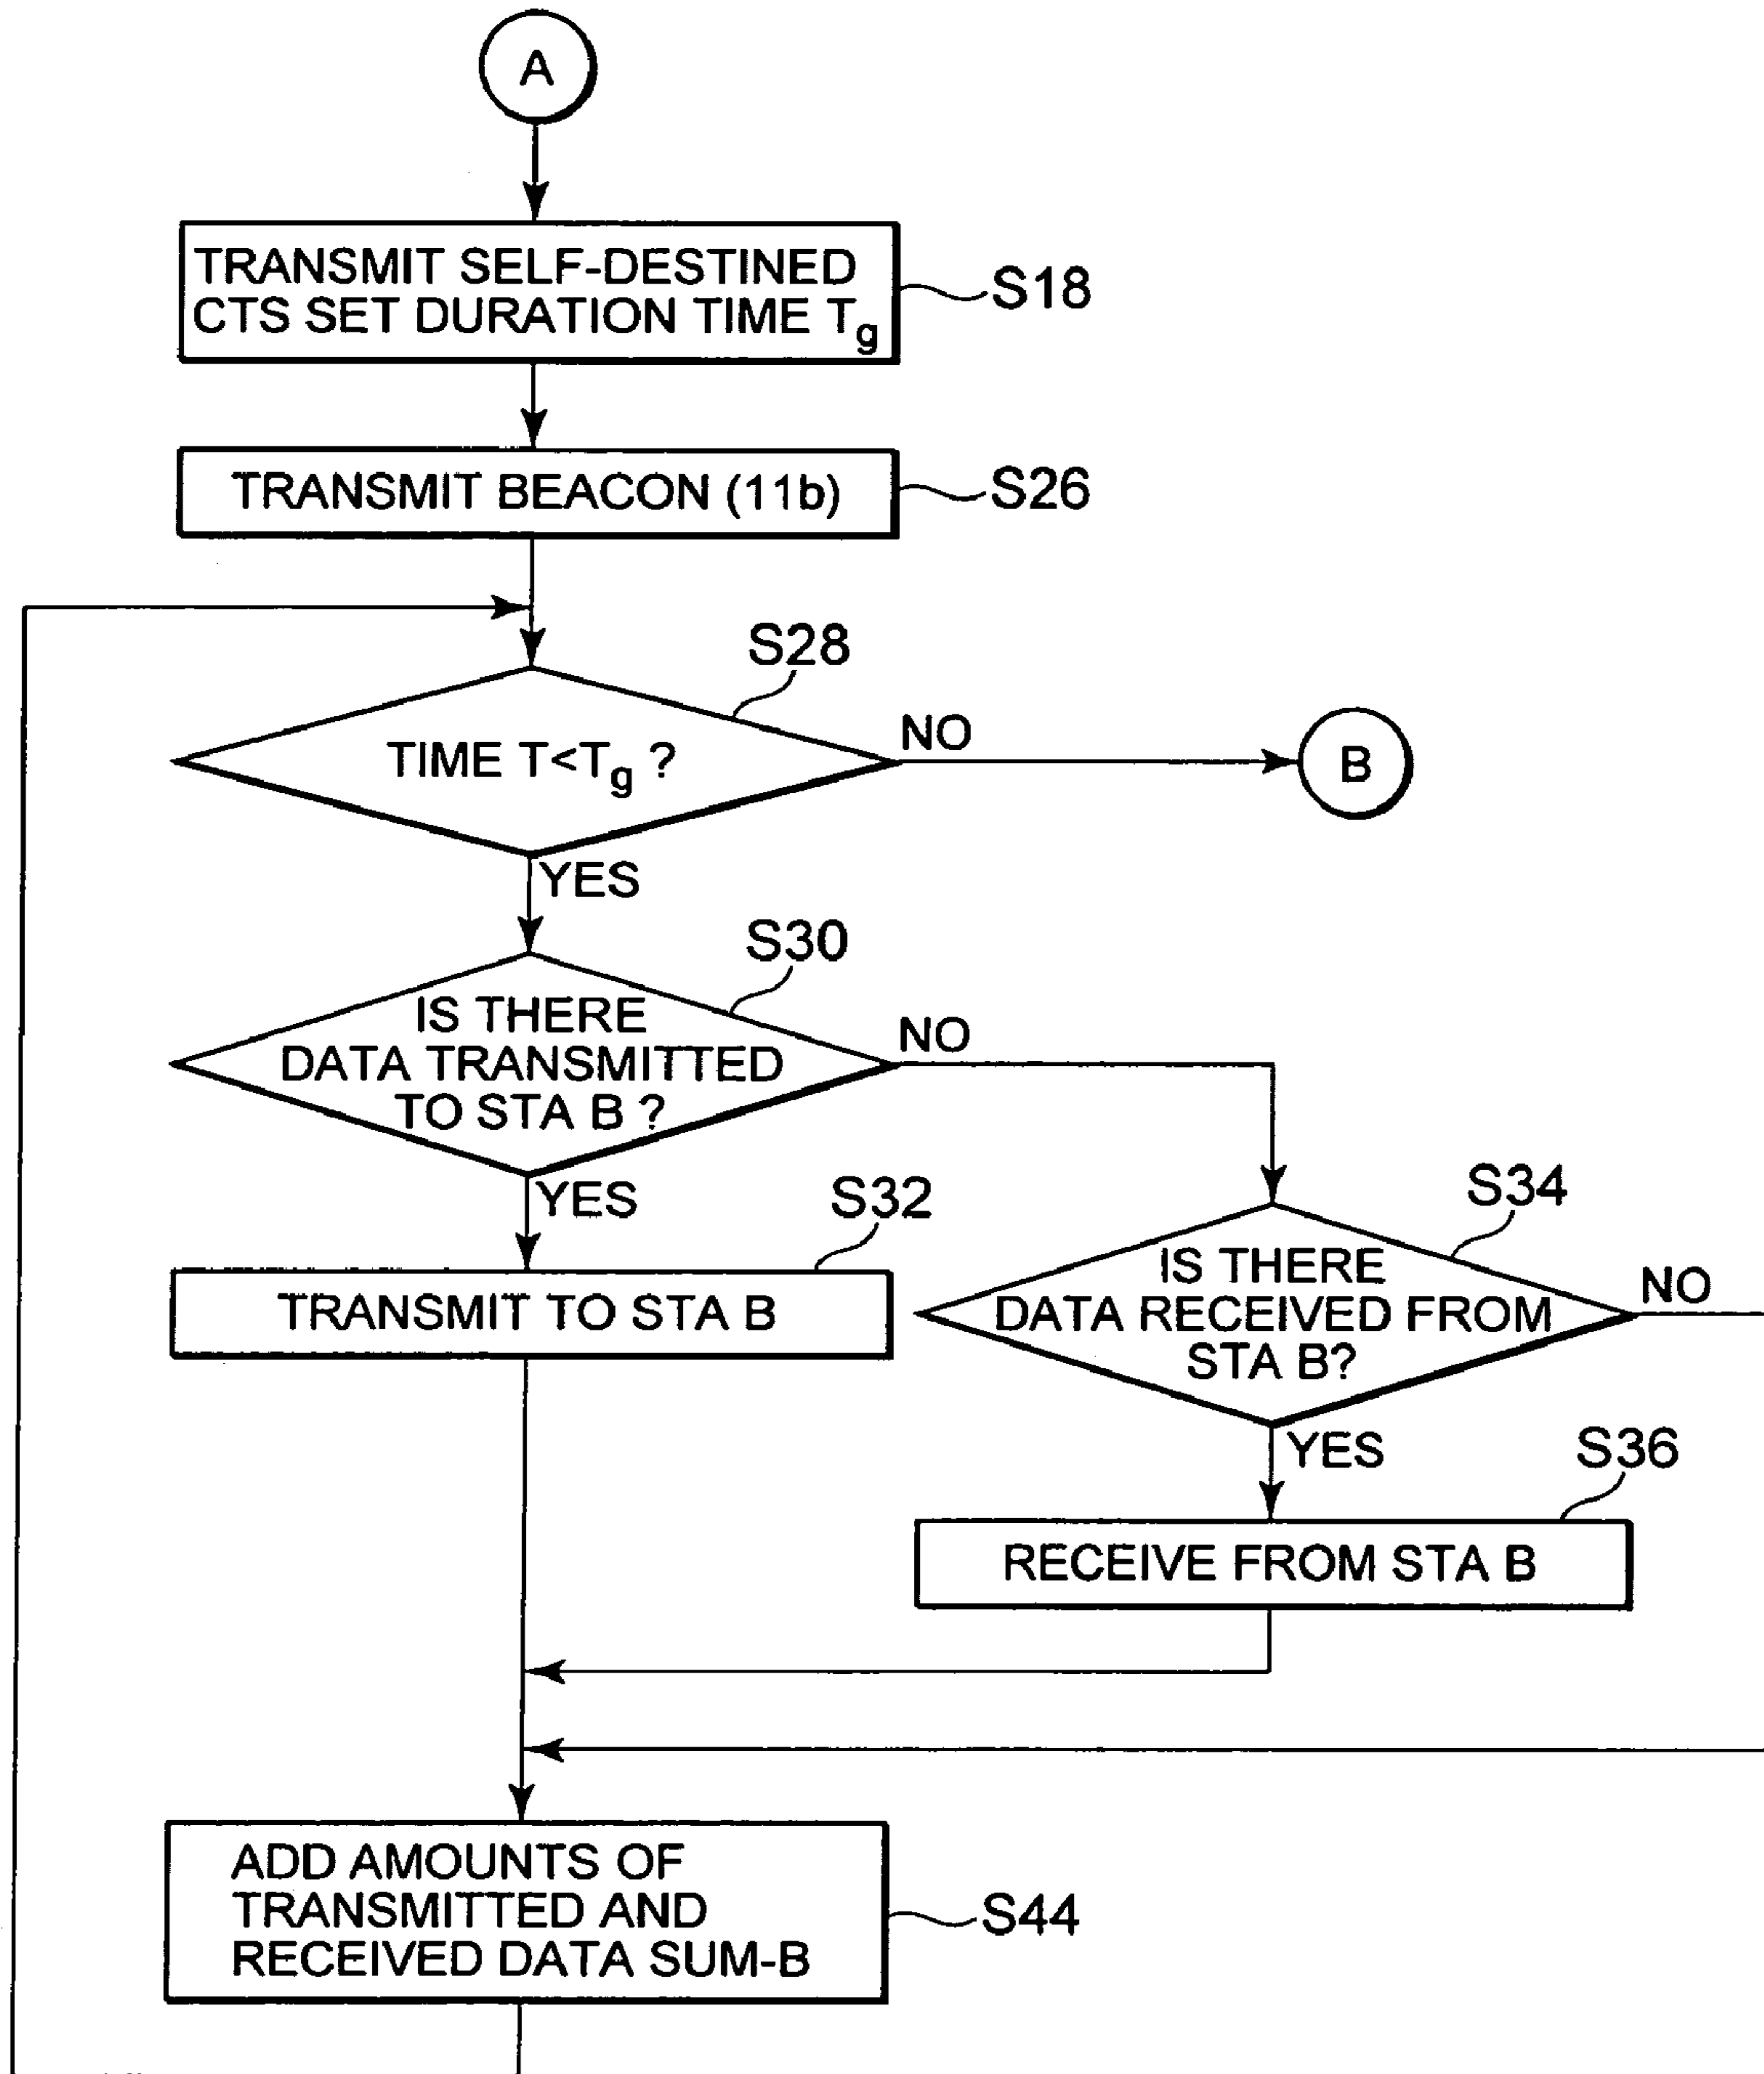 A
TRANSMIT SELF-DESTINED
CTS SET DURATION TIME Tg
S18
TRANSMIT BEACON (11b)
S26
S28
TIME T<Tg ?
NO
B
YES
S30
IS THERE
DATA TRANSMITTED
TO STA B ?
NO
YES
S32
TRANSMIT TO STA B
S34
IS THERE
DATA RECEIVED FROM
STA B?
NO
YES
S36
RECEIVE FROM STA B
ADD AMOUNTS OF
TRANSMITTED AND
RECEIVED DATA SUM-B
S44